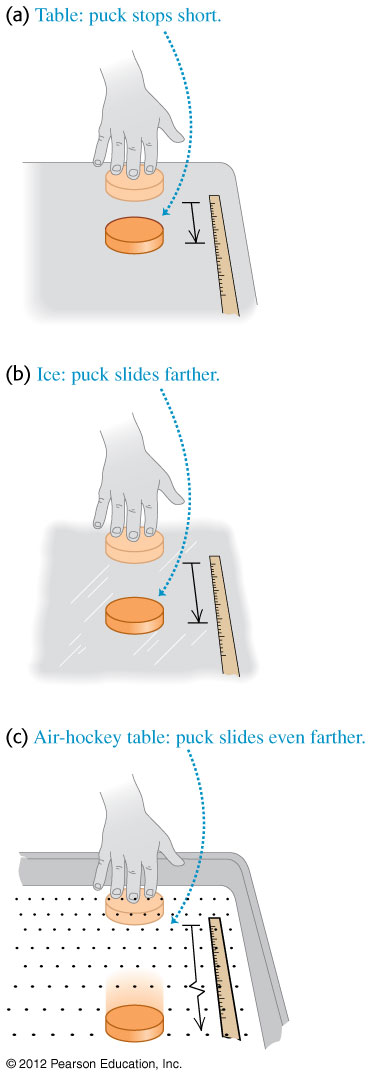 (a) Table: puck stops short.
(b) Ice: puck slides farther.
(c) Air-hockey table: puck slides even farther.
© 2012 Pearson Education, Inc.